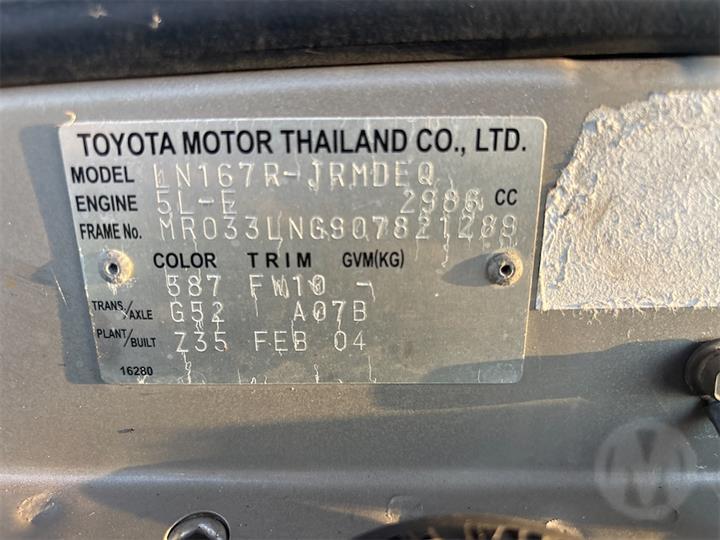 TOYOTA MOTOR THAILAND CO., LTD.
MODEL LN167R-JRMDEQ
ENGINE 5L-E 2986 CC
FRAME No. MR033LNG907821289
COLOR TRIM GVM(KG)
587 FW10 -
TRANS/AXLE G52 A07B
PLANT/BUILT Z35 FEB 04
16280
M